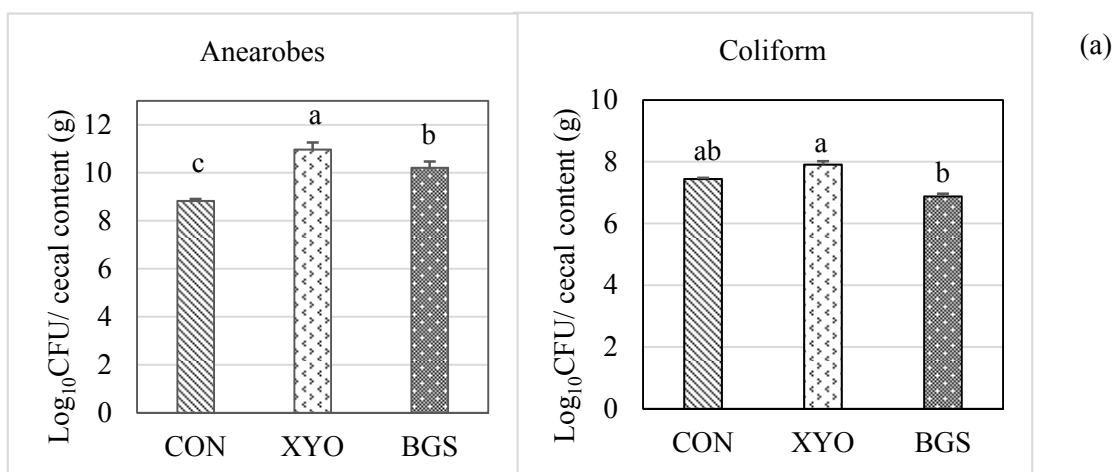 (a)
Anearobes
Log₁₀CFU/ cecal content (g)
12
10
8
6
4
2
0
c
a
b
CON XYO BGS
Coliform
Log₁₀CFU/ cecal content (g)
10
8
6
4
2
0
ab
a
b
CON XYO BGS